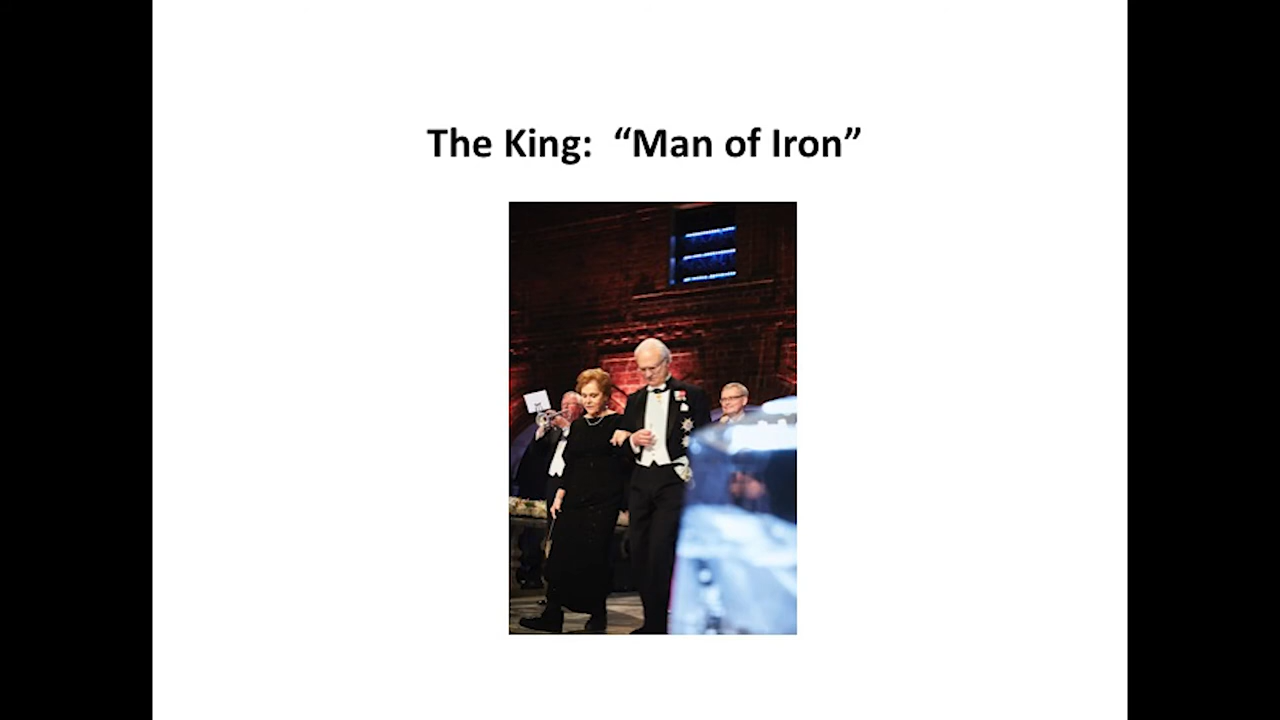 The King:  “Man of Iron”